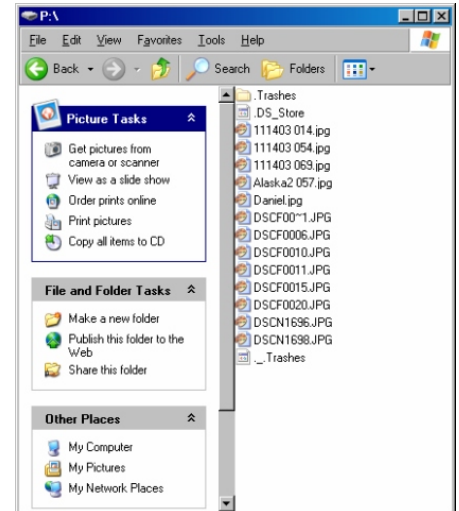 P:\
File Edit View Favorites Tools Help
Back Search Folders
Picture Tasks
Get pictures from
camera or scanner
View as a slide show
Order prints online
Print pictures
Copy all items to CD
File and Folder Tasks
Make a new folder
Publish this folder to the
Web
Share this folder
Other Places
My Computer
My Pictures
My Network Places
.Trashes
.DS_Store
111403 014.jpg
111403 054.jpg
111403 069.jpg
Alaska2 057.jpg
Daniel.jpg
DSCF00~1.JPG
DSCF0006.JPG
DSCF0010.JPG
DSCF0011.JPG
DSCF0015.JPG
DSCF0020.JPG
DSCN1696.JPG
DSCN1698.JPG
._.Trashes